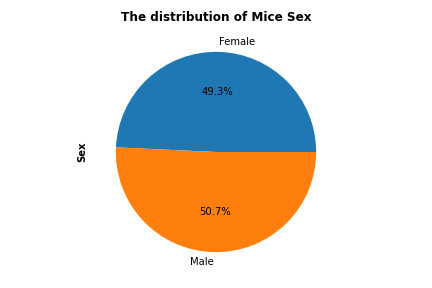 The distribution of Mice Sex
Female
49.3%
Sex
50.7%
Male